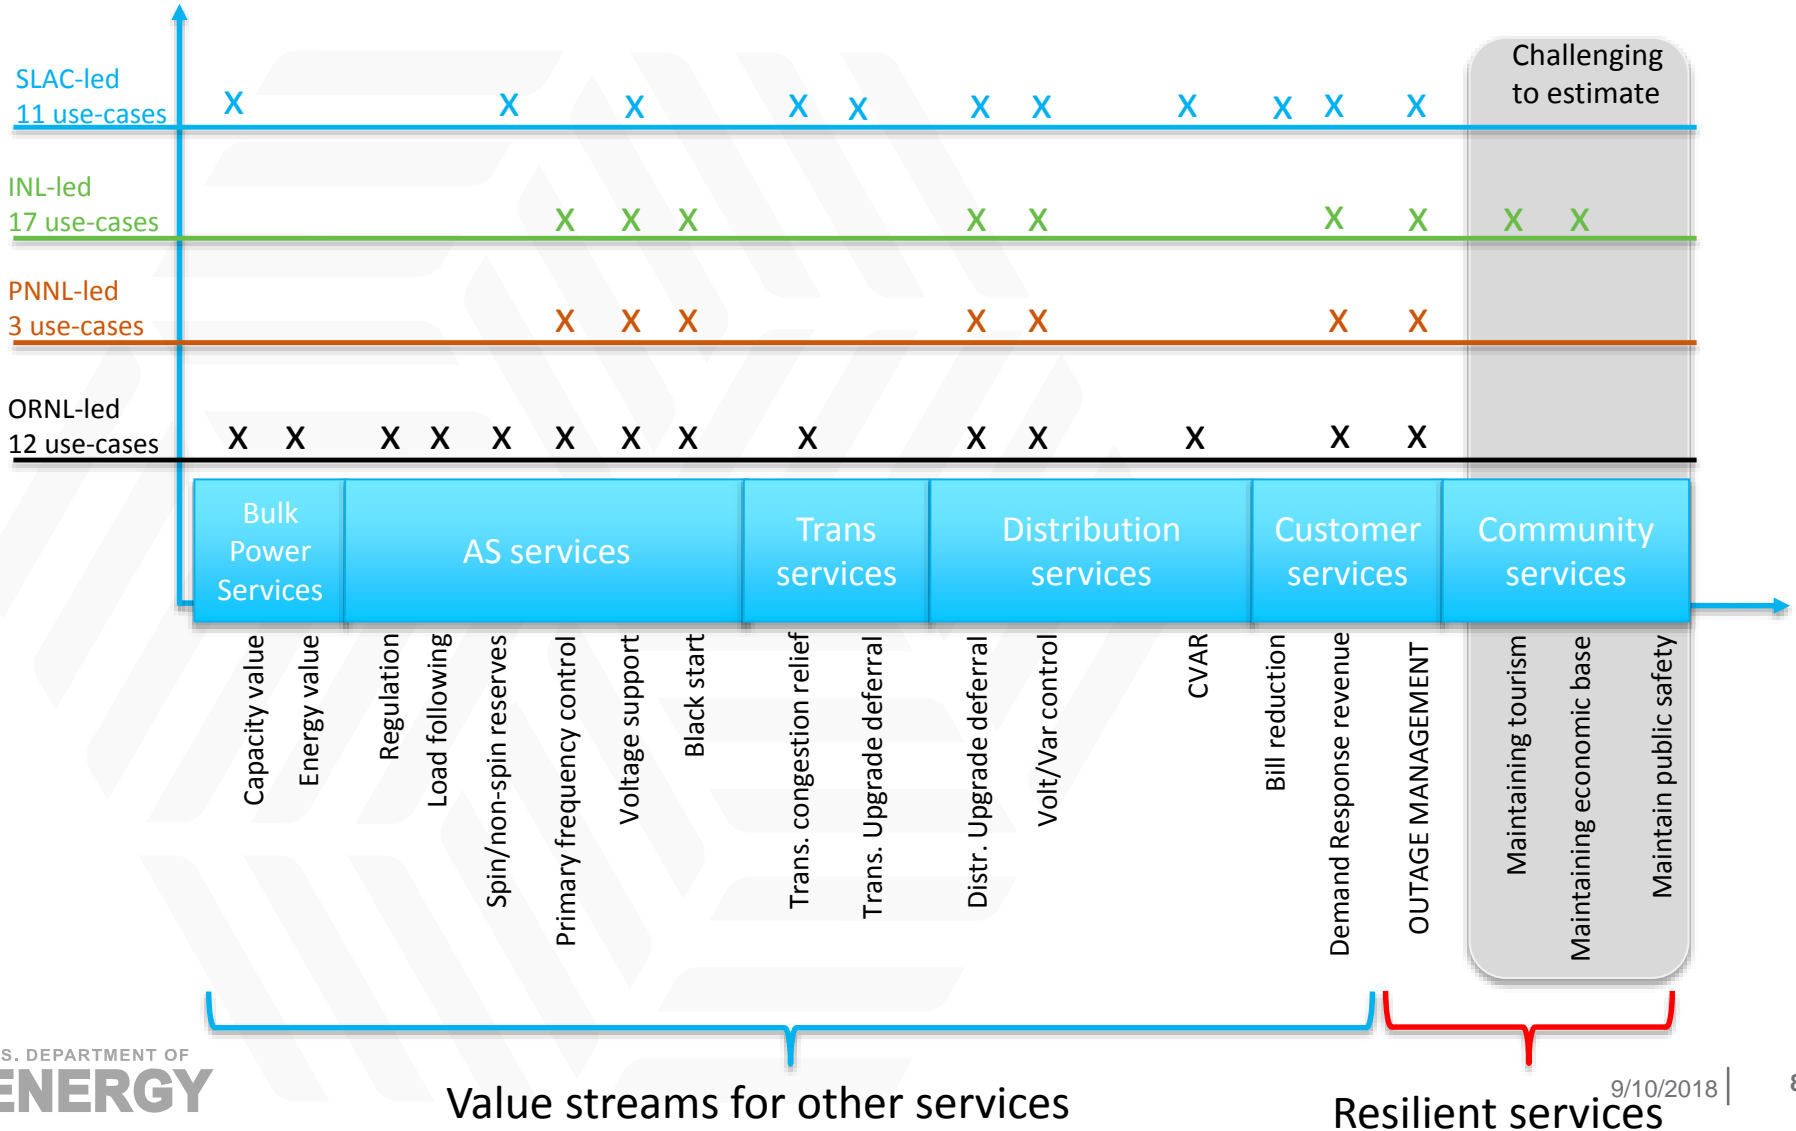 Challenging
to estimate
SLAC-led
11 use-cases
X X X X X X X X X X X
INL-led
17 use-cases
X X X X X X X X X
PNNL-led
3 use-cases
X X X X X X X
ORNL-led
12 use-cases
X X X X X X X X X X X X X X
Bulk
Power
Services
AS services
Trans
services
Distribution
services
Customer
services
Community
services
Capacity value
Energy value
Regulation
Load following
Spin/non-spin reserves
Primary frequency control
Voltage support
Black start
Trans. congestion relief
Trans. Upgrade deferral
Distr. Upgrade deferral
Volt/Var control
CVAR
Bill reduction
Demand Response revenue
OUTAGE MANAGEMENT
Maintaining tourism
Maintaining economic base
Maintain public safety
S. DEPARTMENT OF
ENERGY
Value streams for other services
Resilient services
9/10/2018
8